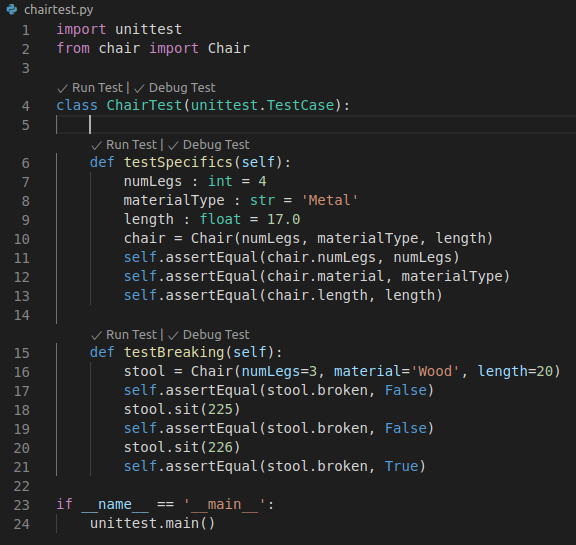 chairtest.py
1 import unittest
2 from chair import Chair
3
✓ Run Test | ✓ Debug Test
4 class ChairTest(unittest.TestCase):
5
✓ Run Test | ✓ Debug Test
6     def testSpecifics(self):
7         numLegs : int = 4
8         materialType : str = 'Metal'
9         length : float = 17.0
10         chair = Chair(numLegs, materialType, length)
11         self.assertEqual(chair.numLegs, numLegs)
12         self.assertEqual(chair.material, materialType)
13         self.assertEqual(chair.length, length)
14
✓ Run Test | ✓ Debug Test
15     def testBreaking(self):
16         stool = Chair(numLegs=3, material='Wood', length=20)
17         self.assertEqual(stool.broken, False)
18         stool.sit(225)
19         self.assertEqual(stool.broken, False)
20         stool.sit(226)
21         self.assertEqual(stool.broken, True)
22
23 if __name__ == '__main__':
24     unittest.main()